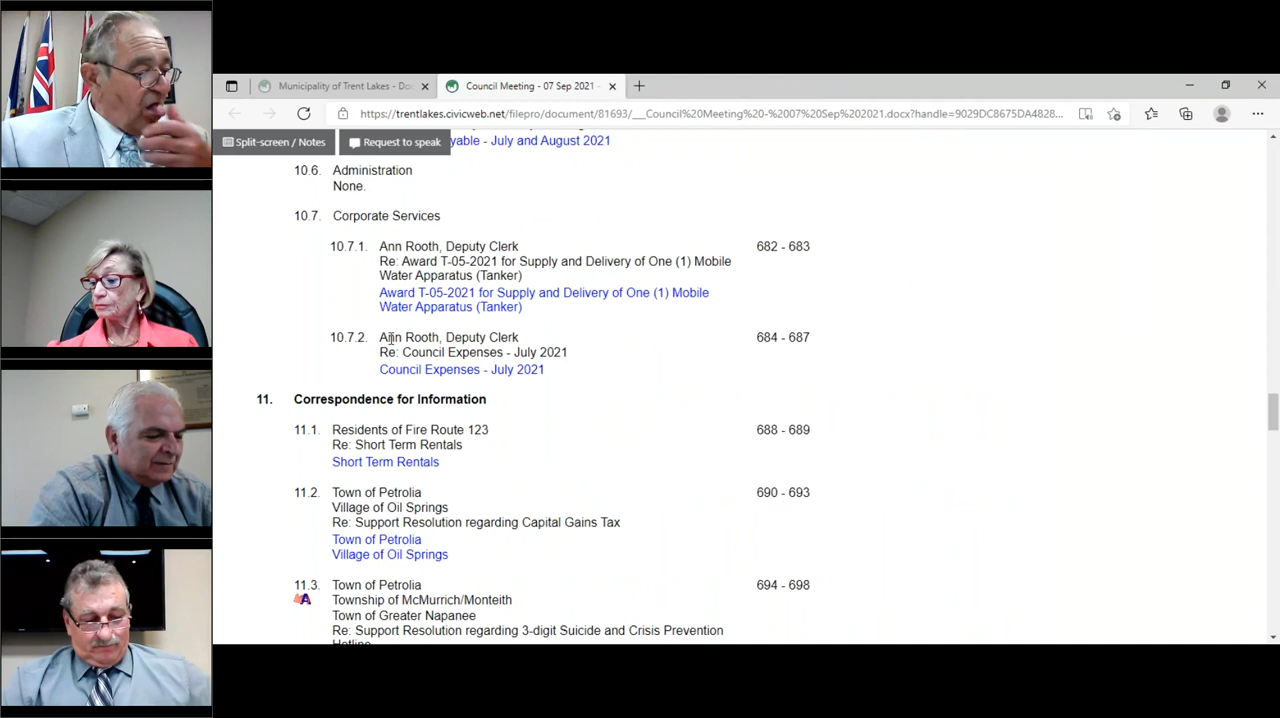 Municipality of Trent Lakes - Doc
Council Meeting - 07 Sep 2021
https://trentlakes.civicweb.net/filepro/document/81693/___Council%20Meeting%20-%2007%20Sep%202021.docx?handle=9029DC8675DA4828...
Split-screen / Notes
Request to speak
yable - July and August 2021
10.6. Administration
None.
10.7. Corporate Services
10.7.1. Ann Rooth, Deputy Clerk 682 - 683
Re: Award T-05-2021 for Supply and Delivery of One (1) Mobile
Water Apparatus (Tanker)
Award T-05-2021 for Supply and Delivery of One (1) Mobile
Water Apparatus (Tanker)
10.7.2. Ann Rooth, Deputy Clerk 684 - 687
Re: Council Expenses - July 2021
Council Expenses - July 2021
11. Correspondence for Information
11.1. Residents of Fire Route 123 688 - 689
Re: Short Term Rentals
Short Term Rentals
11.2. Town of Petrolia 690 - 693
Village of Oil Springs
Re: Support Resolution regarding Capital Gains Tax
Town of Petrolia
Village of Oil Springs
11.3. Town of Petrolia 694 - 698
Township of McMurrich/Monteith
Town of Greater Napanee
Re: Support Resolution regarding 3-digit Suicide and Crisis Prevention
Hotline